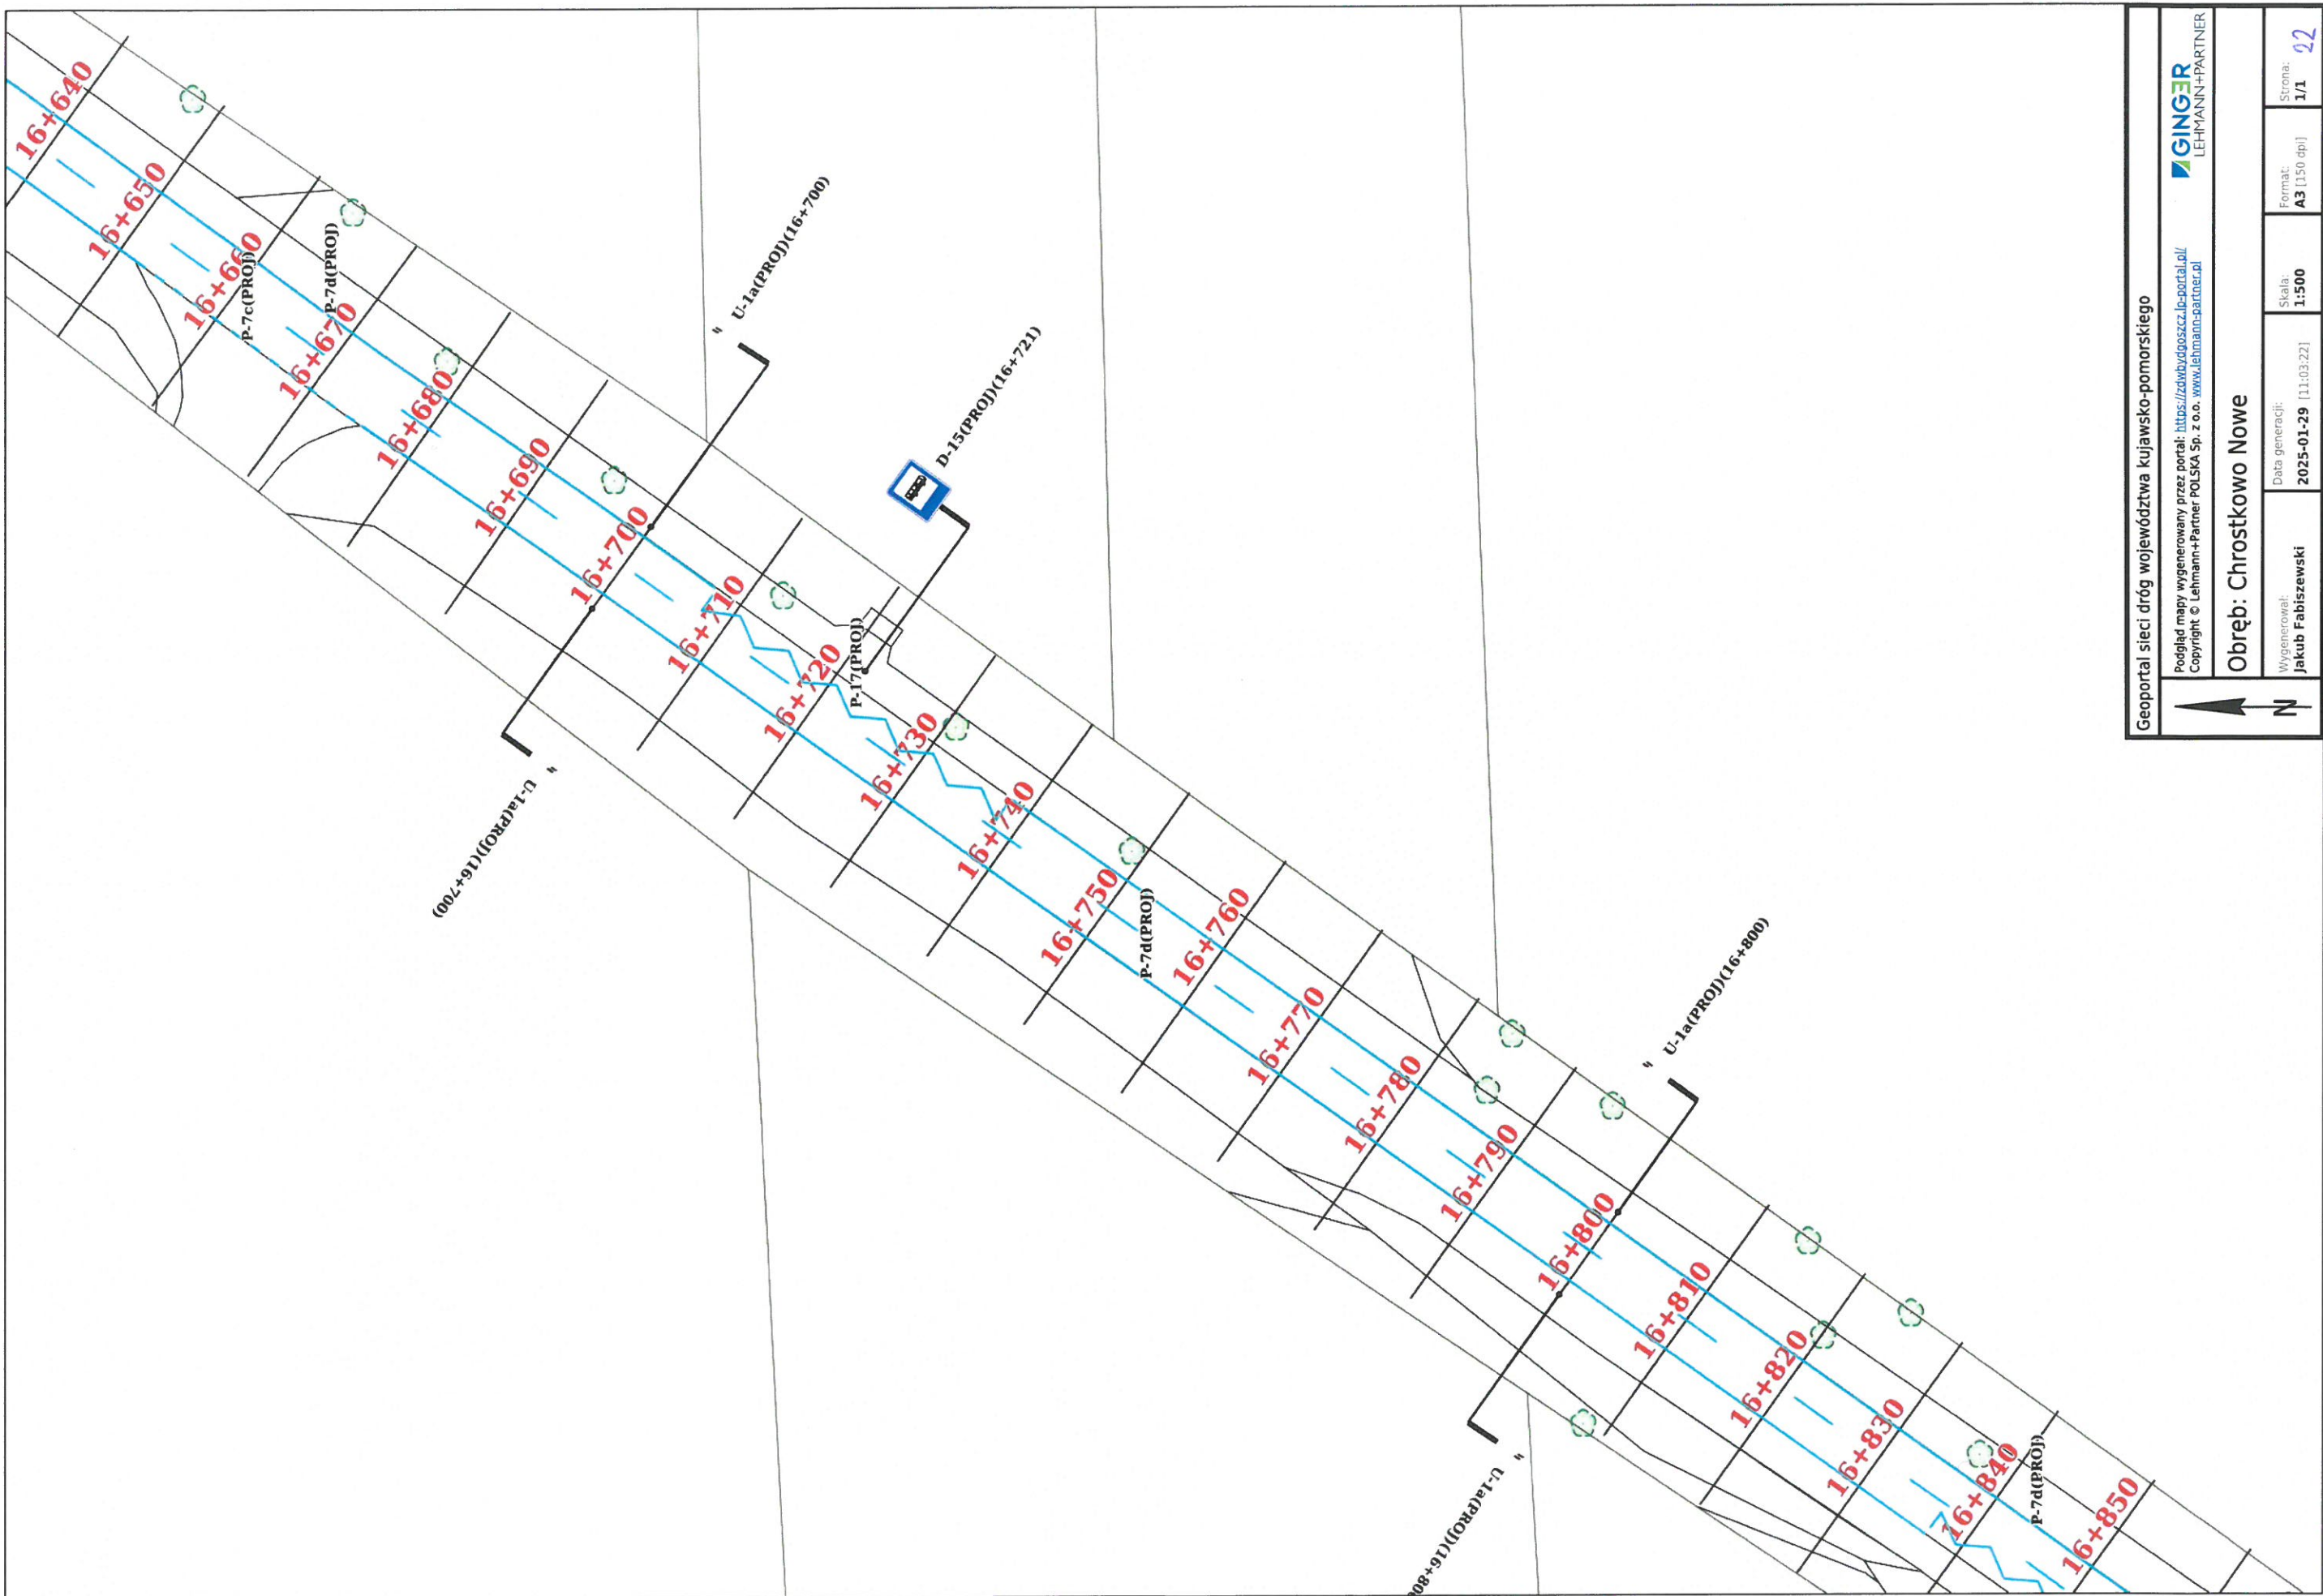 16+640
16+650
16+660
P-7c(PROJ)
P-7d(PROJ)
16+670
16+680
16+690
U-1a(PROJ)(16+700)
16+700
D-15(PROJ)(16+721)
16+710
P-17(PROJ)
16+720
16+730
U-1a(PROJ)(16+700)
16+740
16+750
P-7d(PROJ)
16+760
16+770
16+780
U-1a(PROJ)(16+800)
16+790
16+800
16+810
16+820
16+830
U-1a(PROJ)(16+800
16+840
P-7d(PROJ)
16+850
Geoportal sieci dróg województwa kujawsko-pomorskiego
Podgląd mapy wygenerowany przez portal: https://zdwbydgoszcz.lp-portal.pl/
Copyright © Lehmann+Partner POLSKA Sp. z o.o. www.lehmann-partner.pl
GINGER
LEHMANN+PARTNER
Obręb: Chrostkowo Nowe
N
Wygenerował:
Jakub Fabiszewski
Data generacji:
2025-01-29 [11:03:22]
Skala:
1:500
Format:
A3 [150 dpi]
Strona:
1/1
22